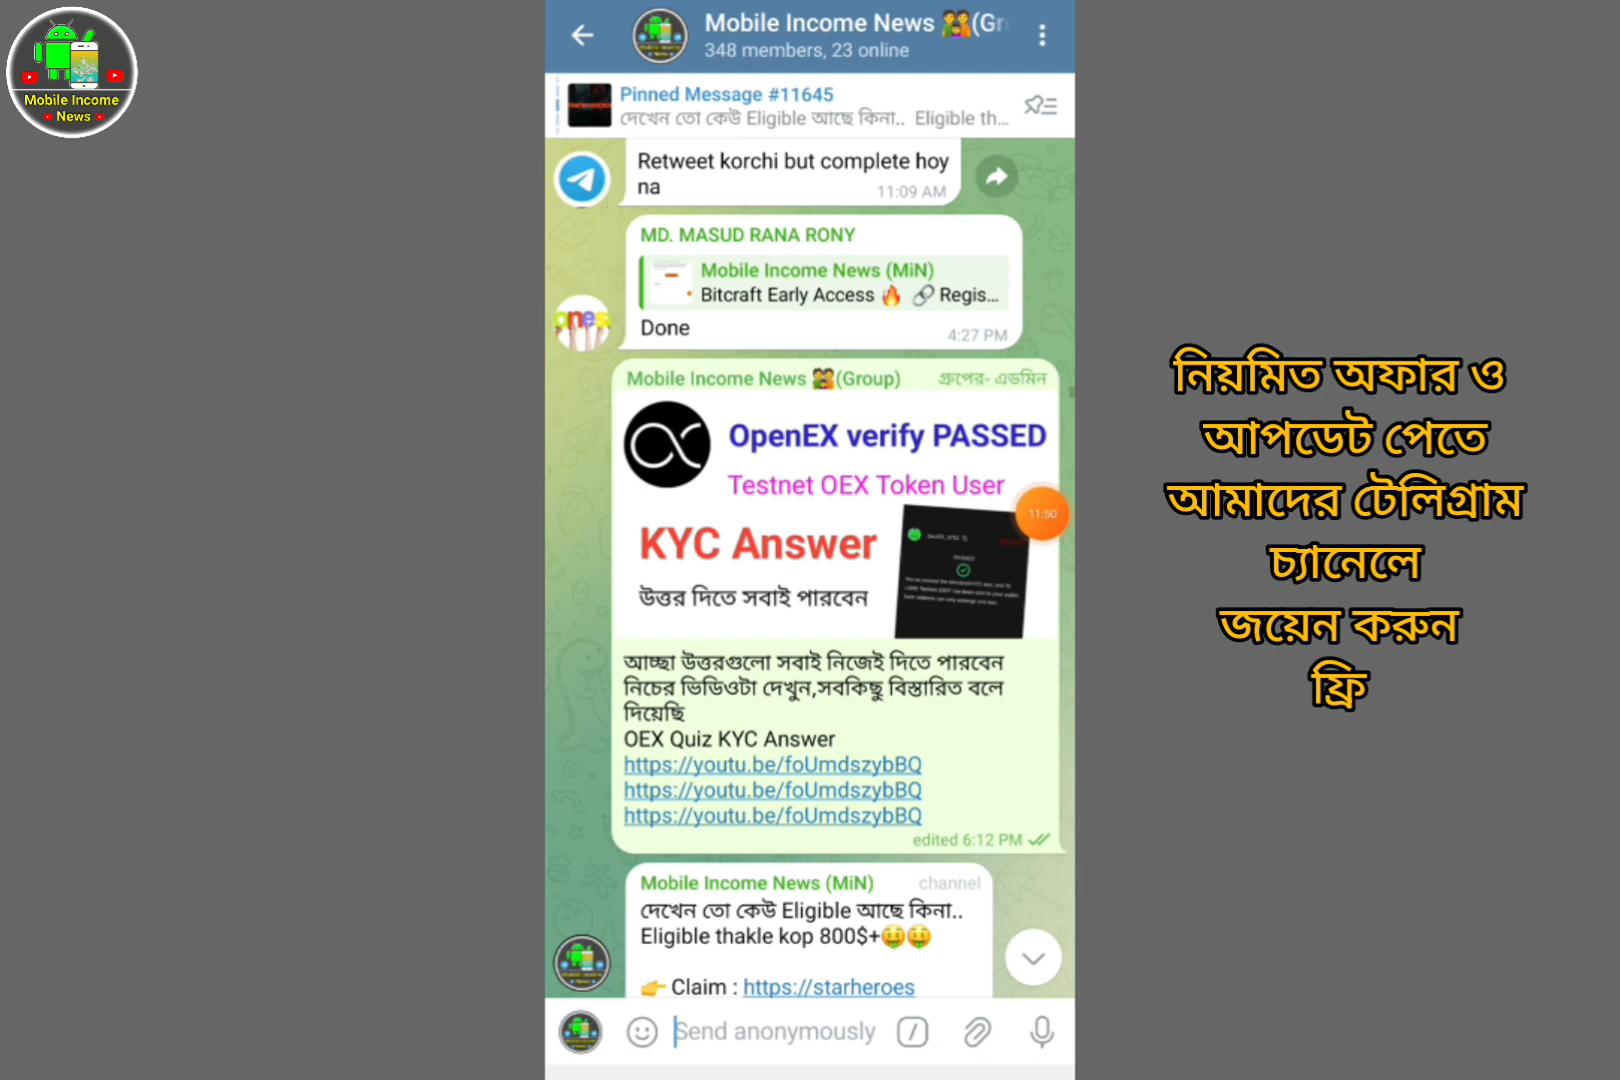 Mobile Income
News
Mobile Income News (Gr
348 members, 23 online
Pinned Message #11645
দেখেন তো কেউ Eligible আছে কিনা.. Eligible th...
Retweet korchi but complete hoy
na
11:09 AM
MD. MASUD RANA RONY
Mobile Income News (MiN)
Bitcraft Early Access 🔥 🔗 Regis...
Done
4:27 PM
Mobile Income News (Group) গ্রুপের- এডমিন
OpenEX verify PASSED
Testnet OEX Token User
11:50
KYC Answer
উত্তর দিতে সবাই পারবেন
আচ্ছা উত্তরগুলো সবাই নিজেই দিতে পারবেন
নিচের ভিডিওটা দেখুন,সবকিছু বিস্তারিত বলে
দিয়েছি
OEX Quiz KYC Answer
https://youtu.be/foUmdszybBQ
https://youtu.be/foUmdszybBQ
https://youtu.be/foUmdszybBQ
edited 6:12 PM
Mobile Income News (MiN) channel
দেখেন তো কেউ Eligible আছে কিনা..
Eligible thakle kop 800$+🤑🤑
👉 Claim : https://starheroes
Send anonymously
নিয়মিত অফার ও
আপডেট পেতে
আমাদের টেলিগ্রাম
চ্যানেলে
জয়েন করুন
ফ্রি